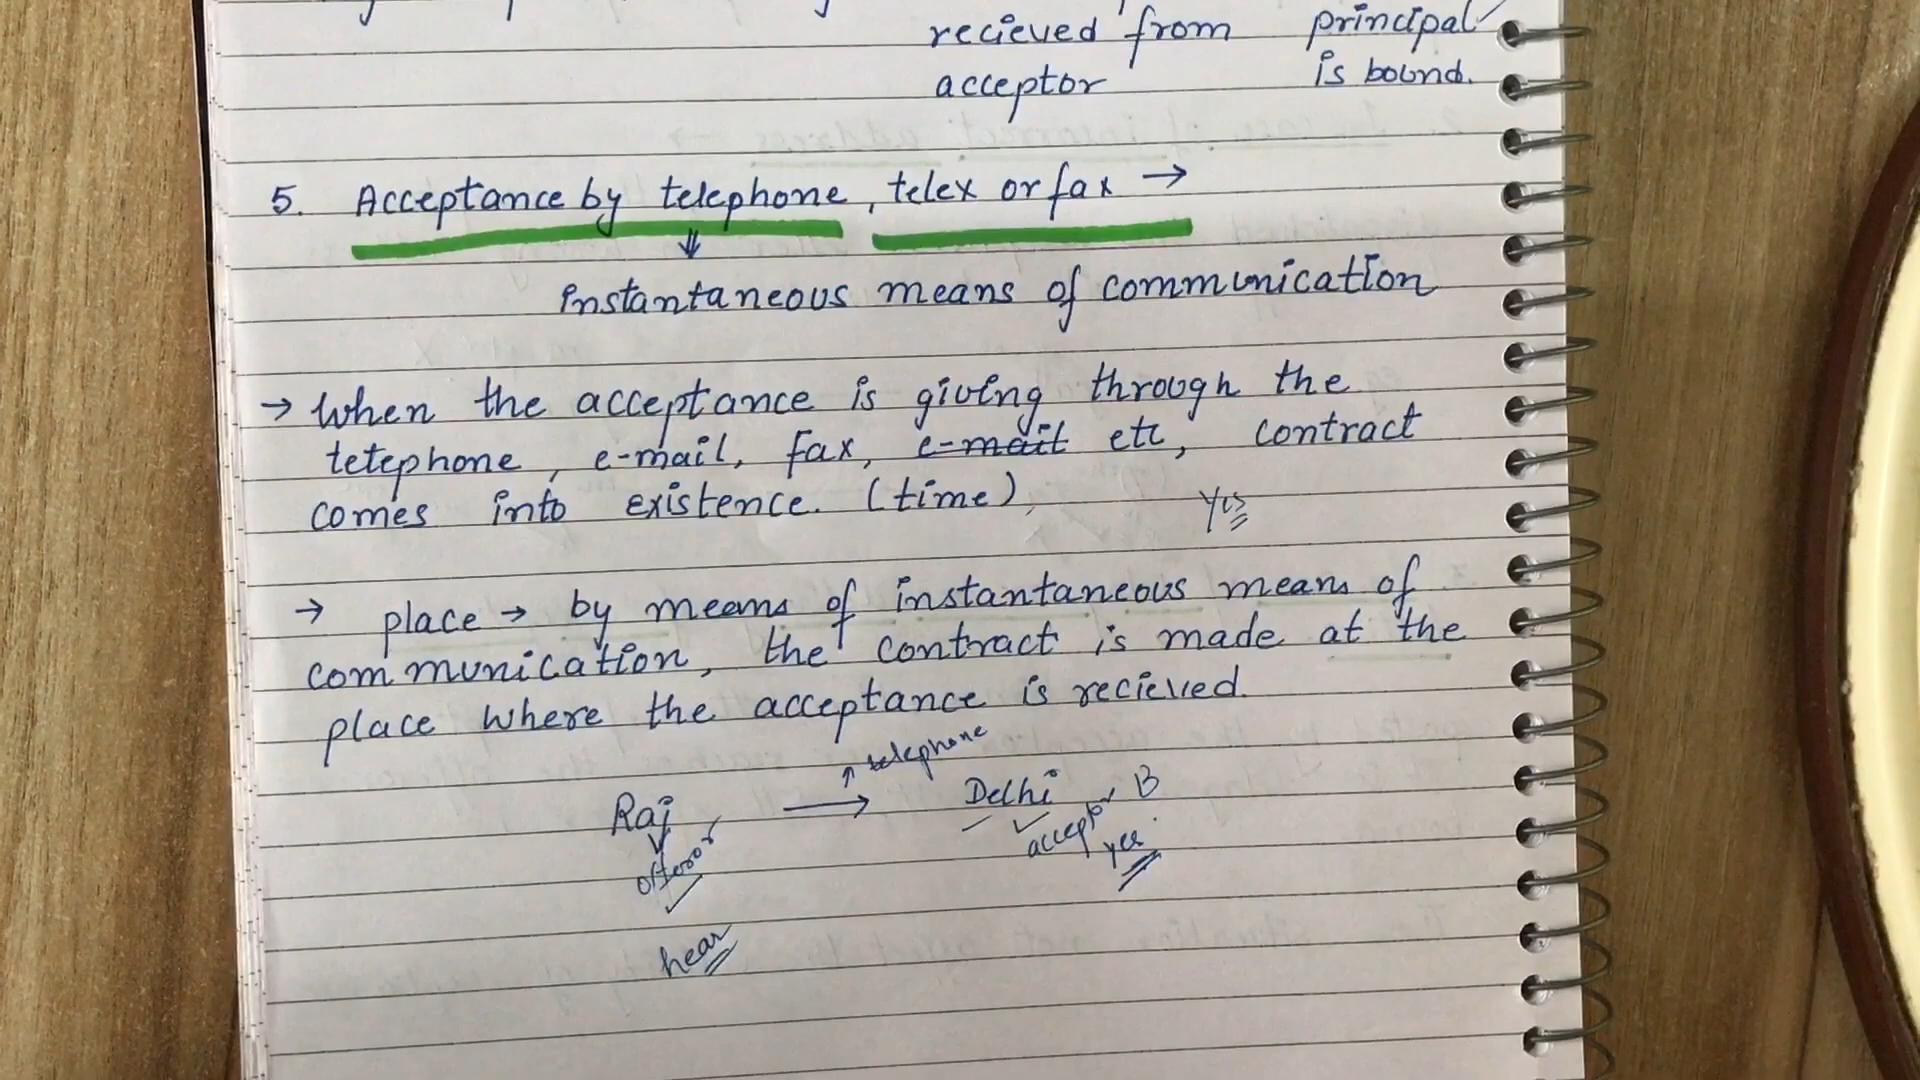 recieved from principal
acceptor is bound.
5. Acceptance by telephone, telex or fax →
instantaneous means of communication
→ When the acceptance is giving through the
tetephone, e-mail, fax, e-mail etc, contract
comes into existence. (time)
Yes
→ place → by means of instantaneous means of
communication, the contract is made at the
place where the acceptance is recieved.
telephone
Raj → Delhi B
offeror acceptor yes
hear